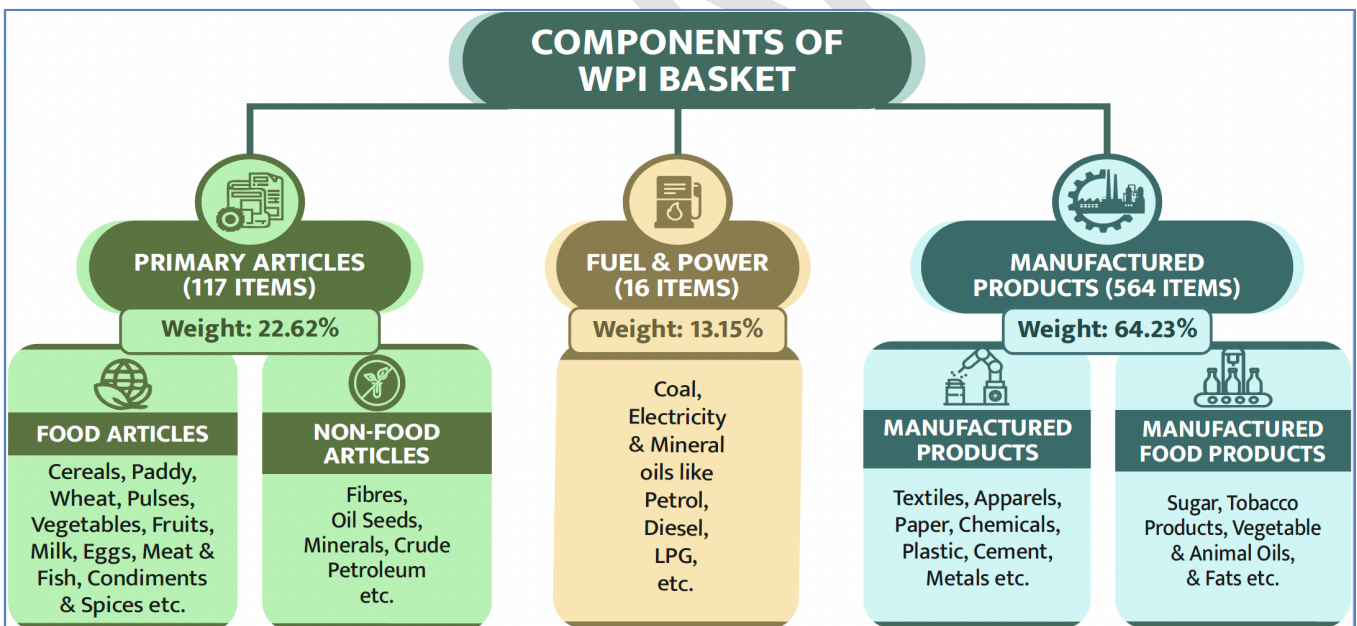 COMPONENTS OF
WPI BASKET
PRIMARY ARTICLES
(117 ITEMS)
Weight: 22.62%
FOOD ARTICLES
Cereals, Paddy,
Wheat, Pulses,
Vegetables, Fruits,
Milk, Eggs, Meat &
Fish, Condiments
& Spices etc.
NON-FOOD
ARTICLES
Fibres,
Oil Seeds,
Minerals, Crude
Petroleum
etc.
FUEL & POWER
(16 ITEMS)
Weight: 13.15%
Coal,
Electricity
& Mineral
oils like
Petrol,
Diesel,
LPG,
etc.
MANUFACTURED
PRODUCTS (564 ITEMS)
Weight: 64.23%
MANUFACTURED
PRODUCTS
Textiles, Apparels,
Paper, Chemicals,
Plastic, Cement,
Metals etc.
MANUFACTURED
FOOD PRODUCTS
Sugar, Tobacco
Products, Vegetable
& Animal Oils,
& Fats etc.